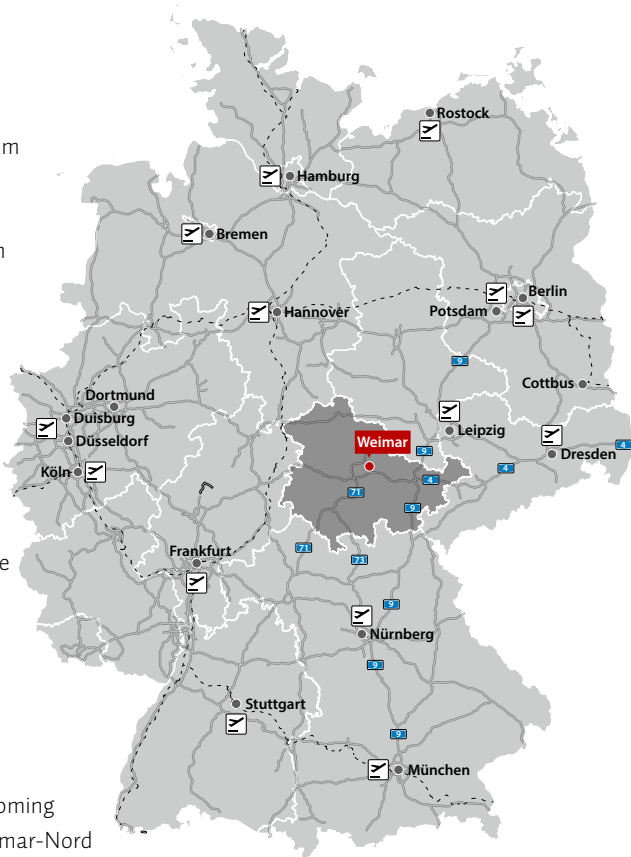 Rostock
Hamburg
Bremen
Berlin
Hannover
Potsdam
9
Cottbus
Dortmund
Duisburg
Leipzig
Düsseldorf
Weimar
4
9
Dresden
Köln
4
4
71
9
71
Frankfurt
73
9
Nürnberg
9
Stuttgart
9
München
mar-Nord